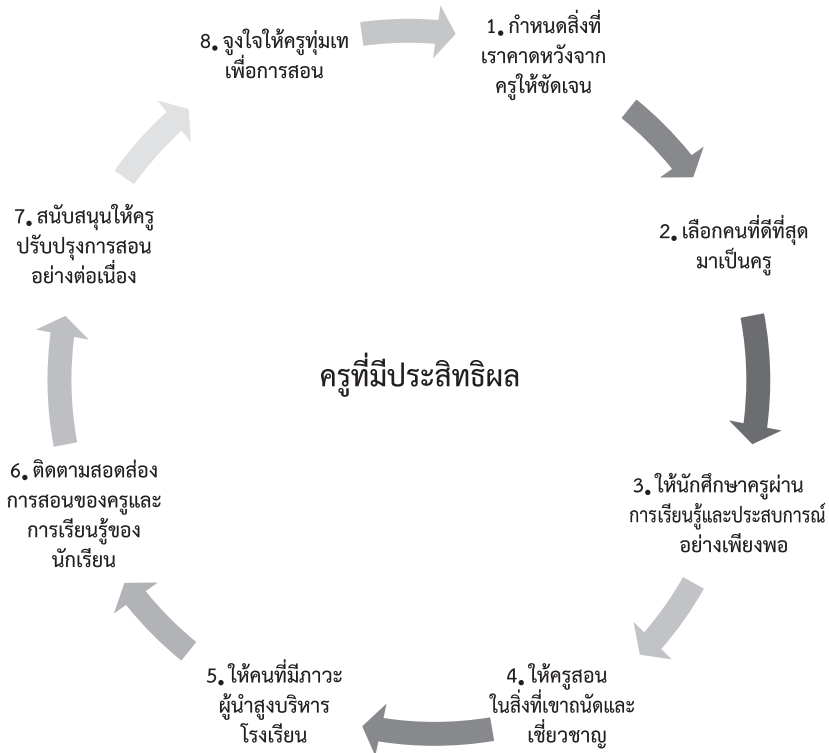 1. กำหนดสิ่งที่
เราคาดหวังจาก
ครูให้ชัดเจน
2. เลือกคนที่ดีที่สุด
มาเป็นครู
3. ให้นักศึกษาครูผ่าน
การเรียนรู้และประสบการณ์
อย่างเพียงพอ
4. ให้ครูสอน
ในสิ่งที่เขาถนัดและ
เชี่ยวชาญ
5. ให้คนที่มีภาวะ
ผู้นำสูงบริหาร
โรงเรียน
6. ติดตามสอดส่อง
การสอนของครูและ
การเรียนรู้ของ
นักเรียน
7. สนับสนุนให้ครู
ปรับปรุงการสอน
อย่างต่อเนื่อง
8. จูงใจให้ครูทุ่มเท
เพื่อการสอน
ครูที่มีประสิทธิผล